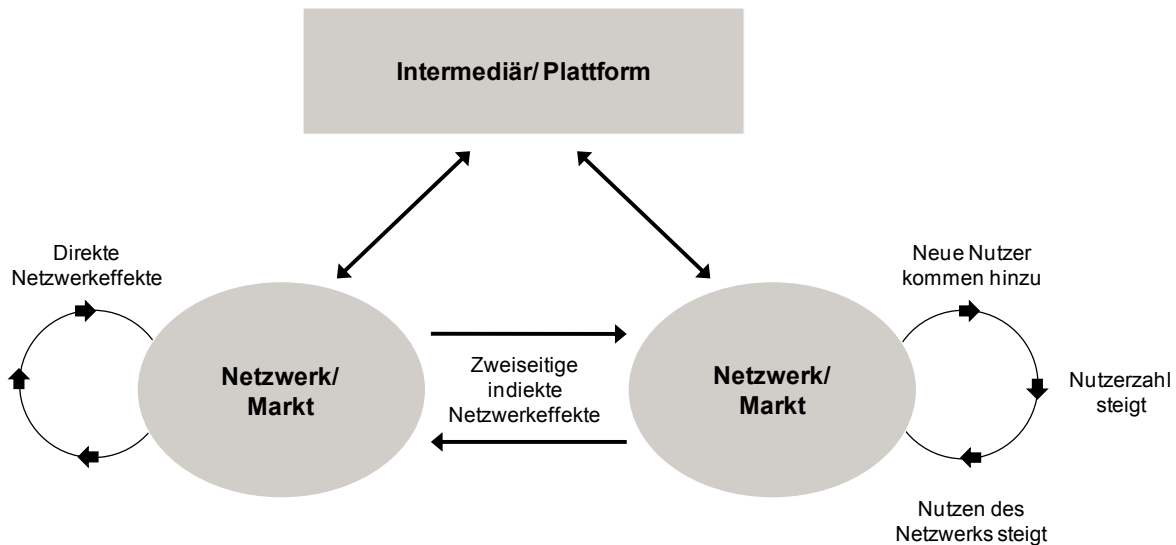 Intermediär/ Plattform
Direkte
Netzwerkeffekte
Neue Nutzer
kommen hinzu
Netzwerk/
Markt
Zweiseitige
indiekte
Netzwerkeffekte
Netzwerk/
Markt
Nutzerzahl
steigt
Nutzen des
Netzwerks steigt